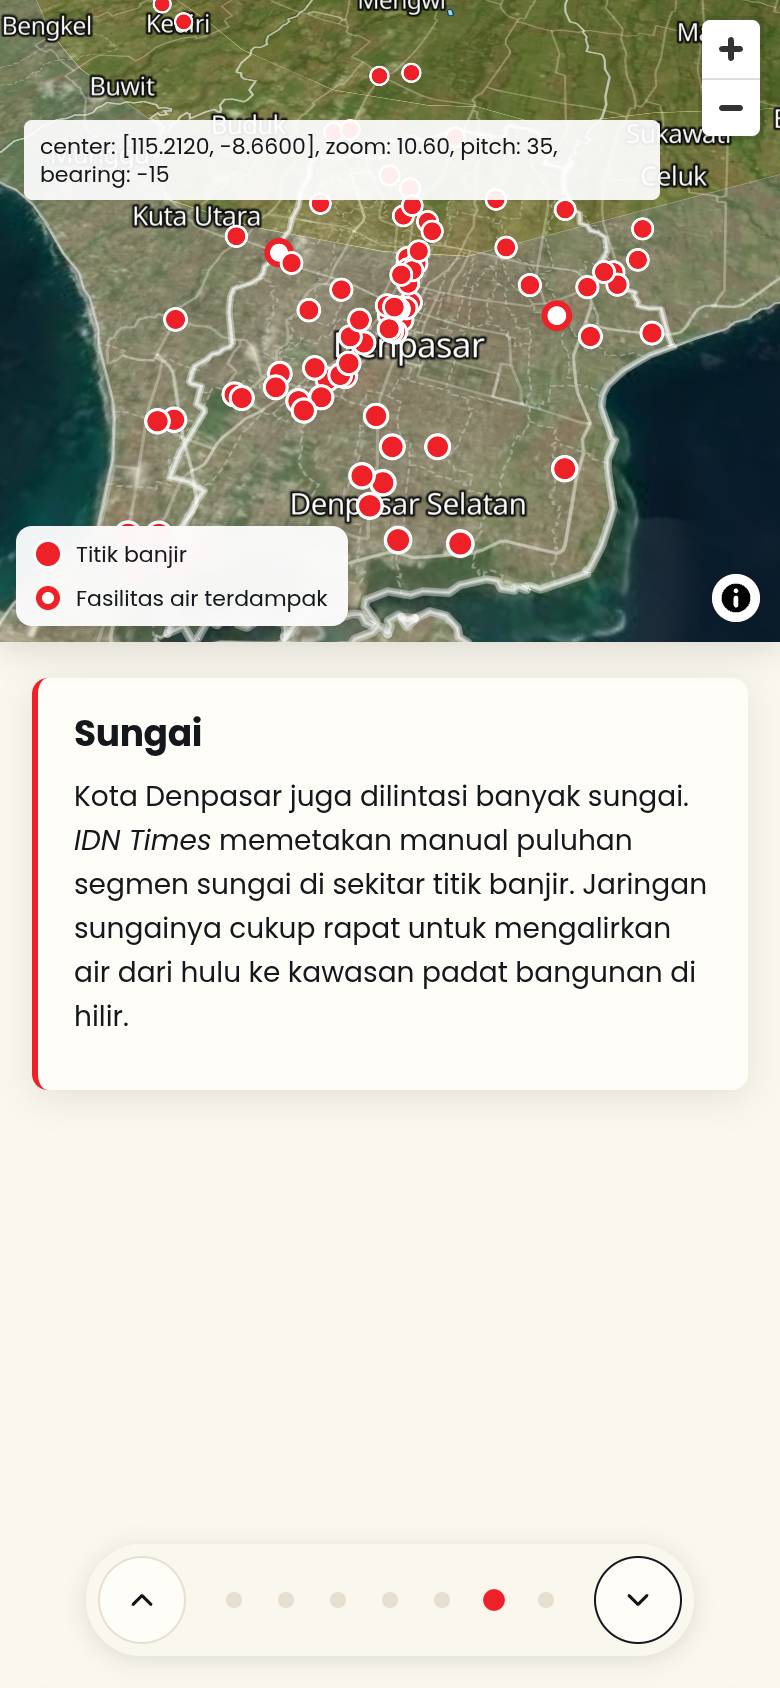 Mengwi
Bengkel
Kediri
Buwit
Buduk
Sukawati
center: [115.2120, −8.6600], zoom: 10.60, pitch: 35,
bearing: −15
Munggu
Celuk
Kuta Utara
Denpasar
Denpasar Selatan
Titik banjir
Fasilitas air terdampak
Sungai
Kota Denpasar juga dilintasi banyak sungai.
IDN Times memetakan manual puluhan
segmen sungai di sekitar titik banjir. Jaringan
sungainya cukup rapat untuk mengalirkan
air dari hulu ke kawasan padat bangunan di
hilir.